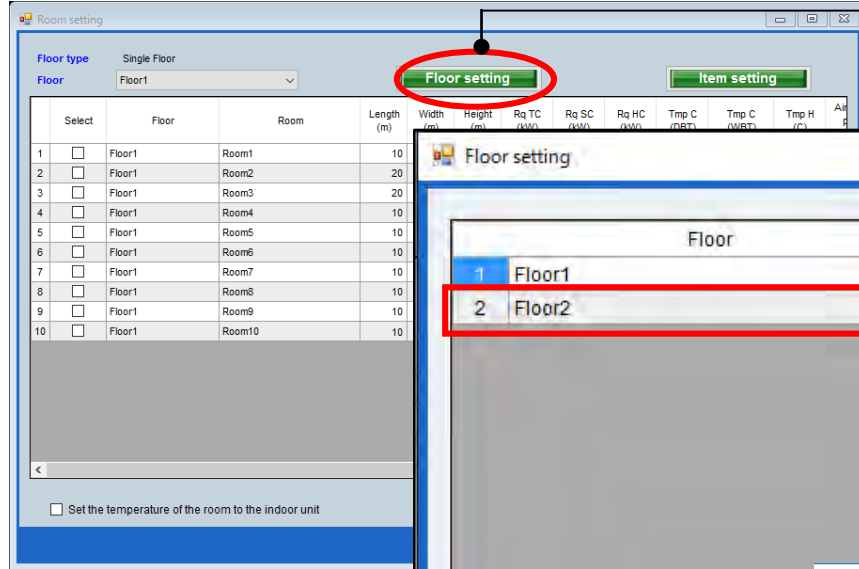 Room setting
Floor type Single Floor
Floor Floor1
Floor setting
Item setting
Select Floor Room Length (m) Width (m) Height (m) Rq TC (kW) Rq SC (kW) Rq HC (kW) Tmp C (DBT) Tmp C (WBT) Tmp H (C) Air
1 Floor1 Room1 10
2 Floor1 Room2 20
3 Floor1 Room3 20
4 Floor1 Room4 10
5 Floor1 Room5 10
6 Floor1 Room6 10
7 Floor1 Room7 10
8 Floor1 Room8 10
9 Floor1 Room9 10
10 Floor1 Room10 10
Set the temperature of the room to the indoor unit
Floor setting
Floor
1 Floor1
2 Floor2